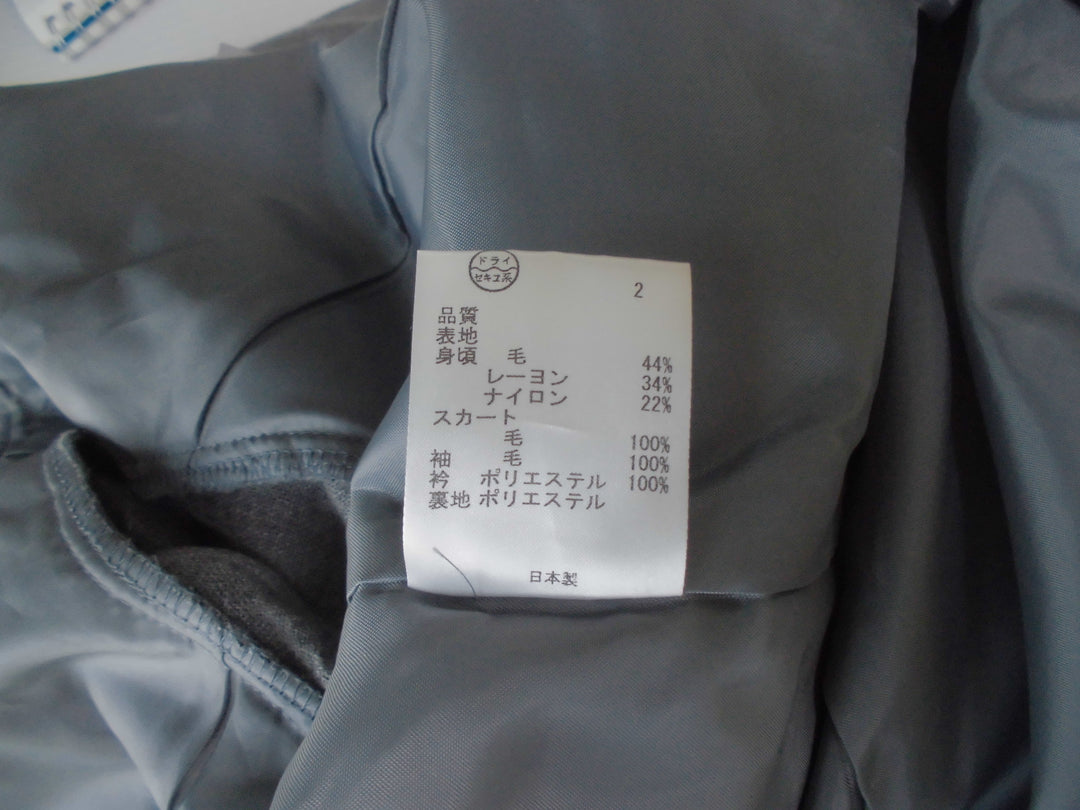 ドライ
セキユ系
2
品質
表地
身頃 毛 44%
レーヨン 34%
ナイロン 22%
スカート
毛 100%
袖 毛 100%
衿 ポリエステル 100%
裏地 ポリエステル
日本製